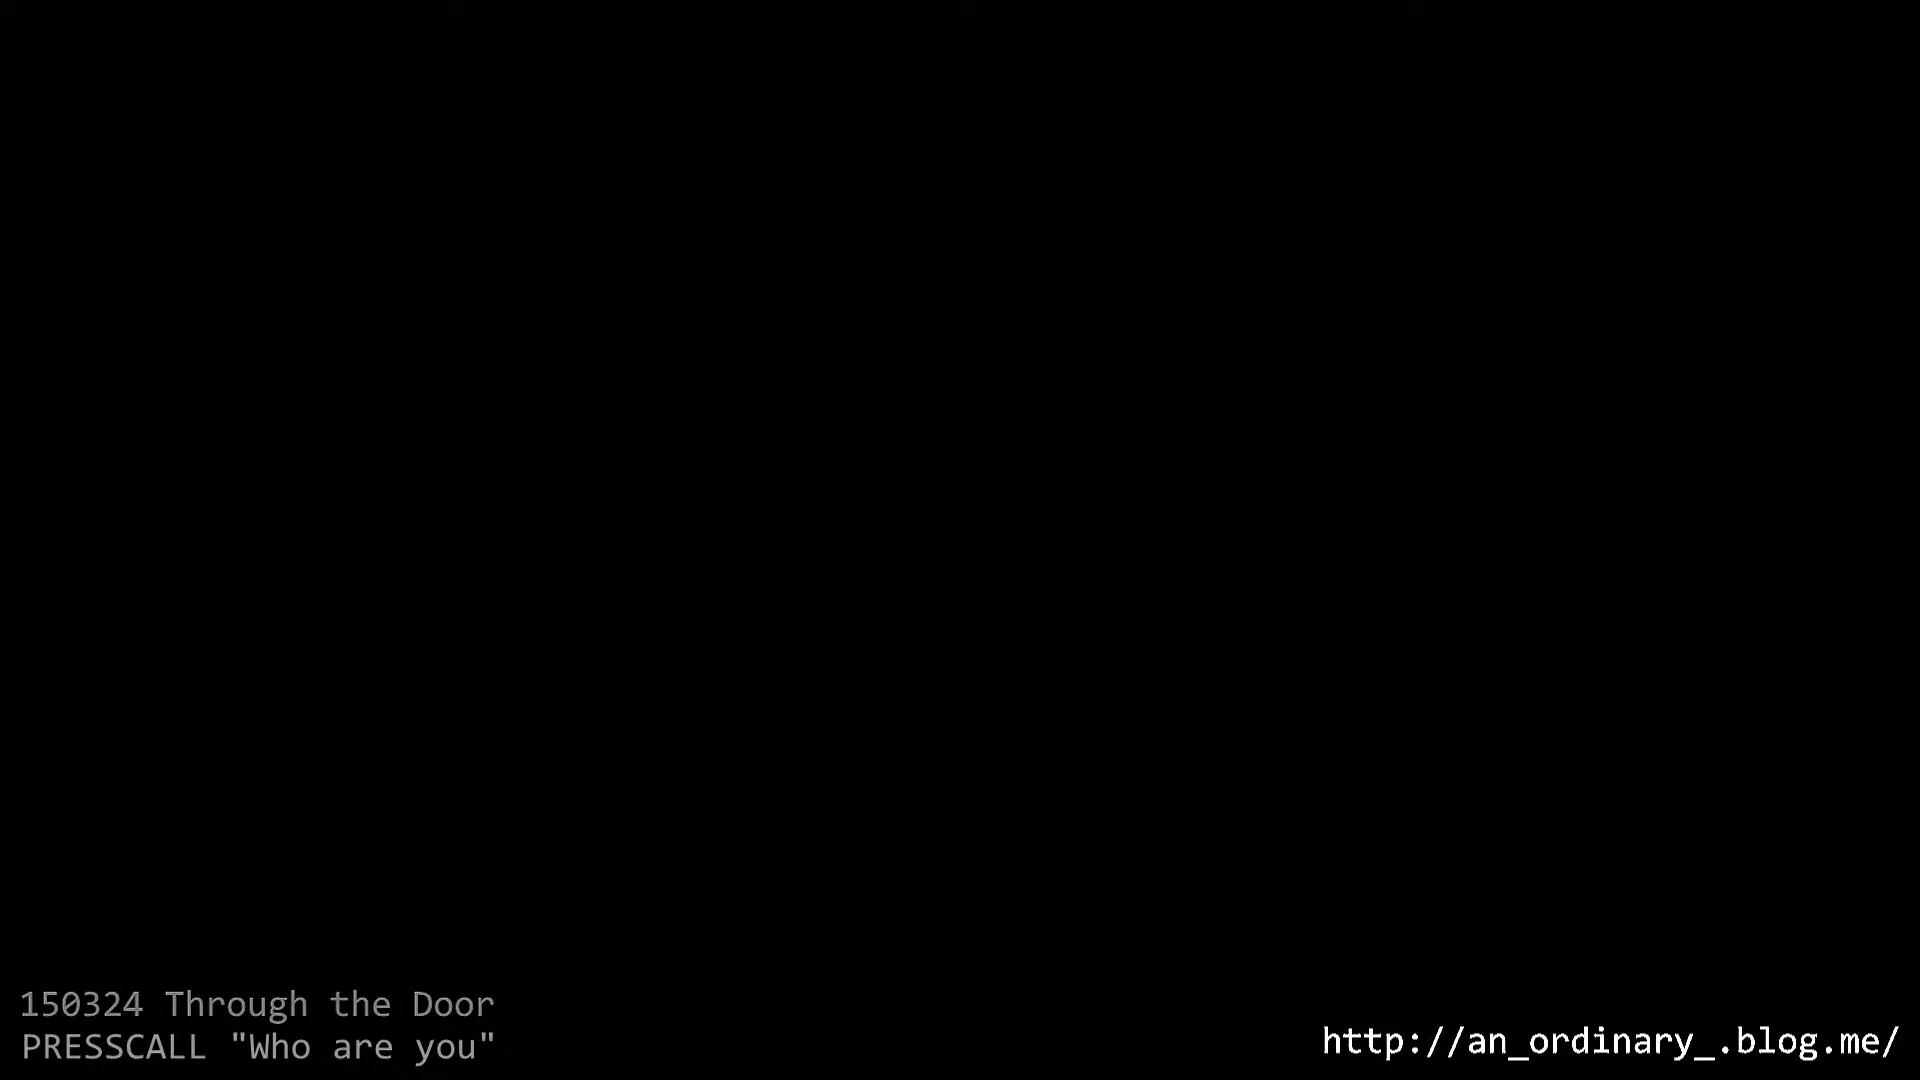 150324 Through the Door
PRESSCALL "Who are you"
http://an_ordinary_.blog.me/